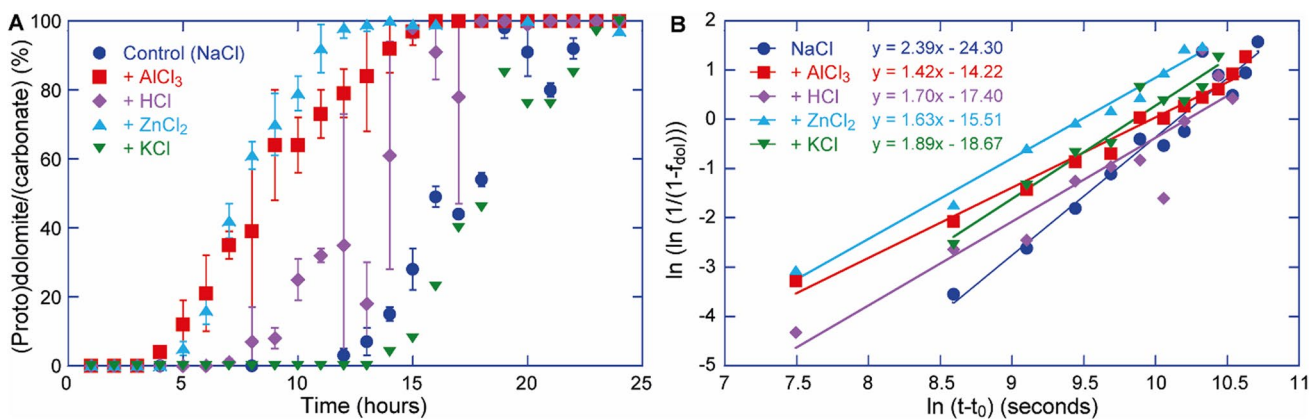 A
(Proto)dolomite/(carbonate) (%)
100
80
60
40
20
0
Control (NaCl)
+ AlCl3
+ HCl
+ ZnCl2
+ KCl
0 5 10 15 20 25
Time (hours)
B
ln (ln (1/(1-fdol))))
2
1
0
-1
-2
-3
-4
-5
NaCl y = 2.39x - 24.30
+ AlCl3 y = 1.42x - 14.22
+ HCl y = 1.70x - 17.40
+ ZnCl2 y = 1.63x - 15.51
+ KCl y = 1.89x - 18.67
7 7.5 8 8.5 9 9.5 10 10.5 11
ln (t-t0) (seconds)